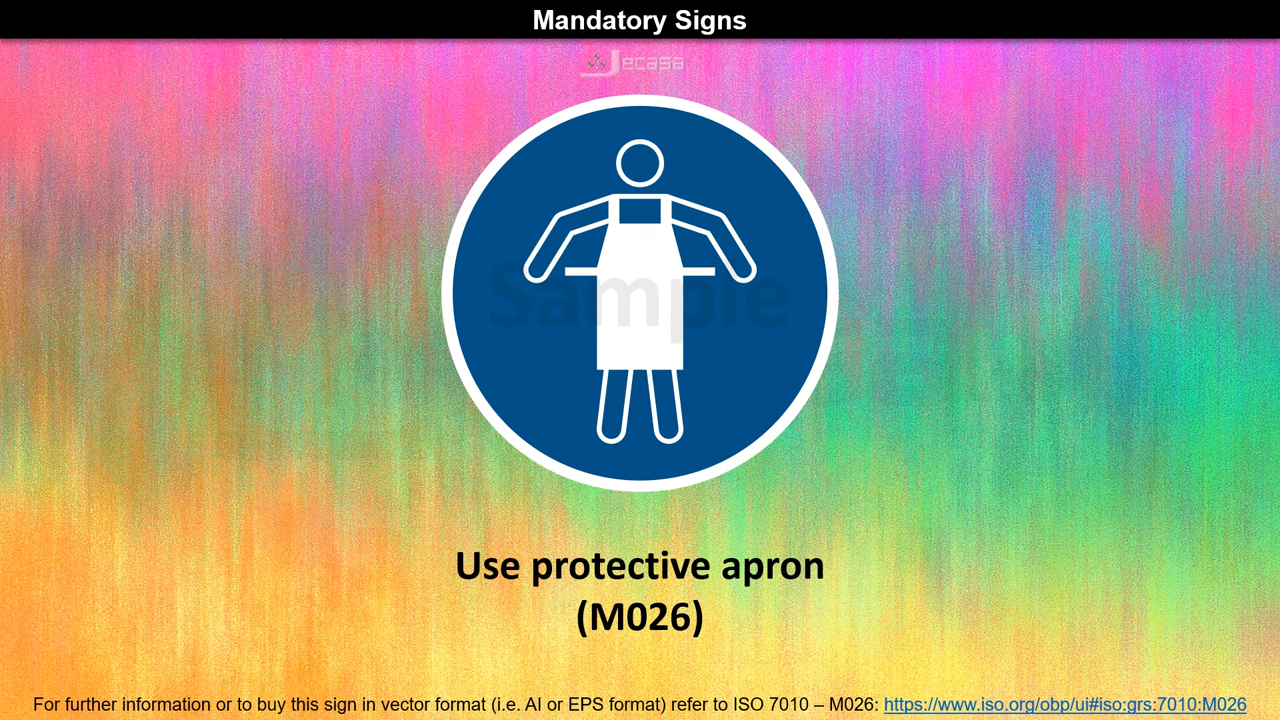 Mandatory Signs
Jecasa
Sample
Use protective apron
(M026)
For further information or to buy this sign in vector format (i.e. AI or EPS format) refer to ISO 7010 – M026: https://www.iso.org/obp/ui#iso:grs:7010:M026